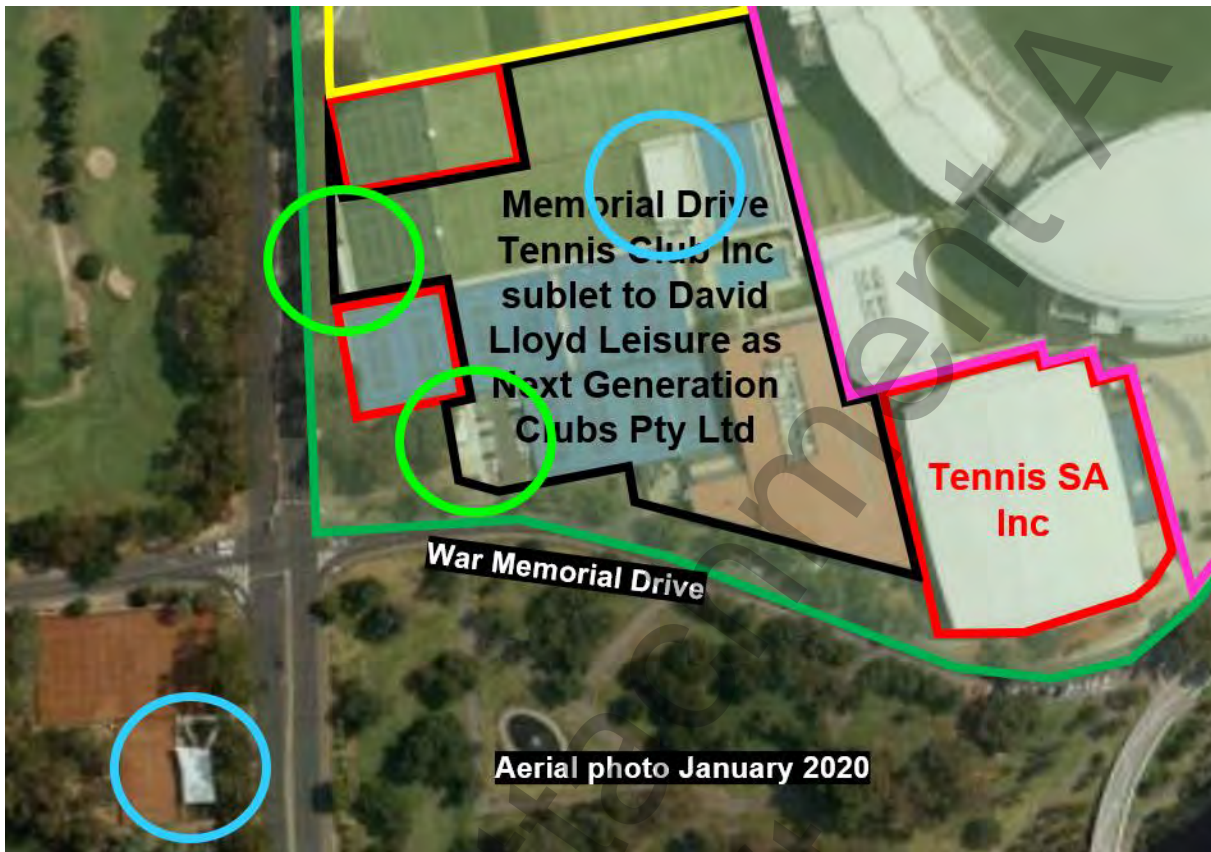 Memorial Drive
Tennis Club Inc
sublet to David
Lloyd Leisure as
Next Generation
Clubs Pty Ltd
Tennis SA
Inc
War Memorial Drive
Aerial photo January 2020
Attachment A